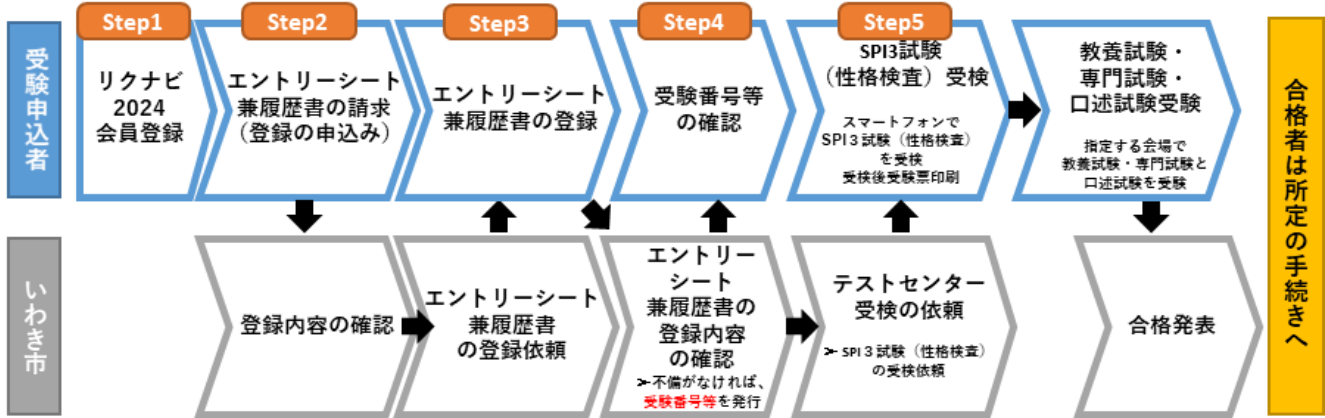 受験申込者
Step1
リクナビ
2024
会員登録
Step2
エントリーシート
兼履歴書の請求
（登録の申込み）
Step3
エントリーシート
兼履歴書の登録
Step4
受験番号等
の確認
Step5
SPI3試験
（性格検査）受検
スマートフォンで
SPI３試験（性格検査）
を受検
受検後受験票印刷
教養試験・
専門試験・
口述試験受験
指定する会場で
教養試験・専門試験と
口述試験を受験
いわき市
登録内容の確認
エントリーシート
兼履歴書
の登録依頼
エントリー
シート
兼履歴書の
登録内容
の確認
➢不備がなければ、
受験番号等を発行
テストセンター
受検の依頼
➢ SPI３試験（性格検査）
の受検依頼
合格発表
合格者は所定の手続きへ